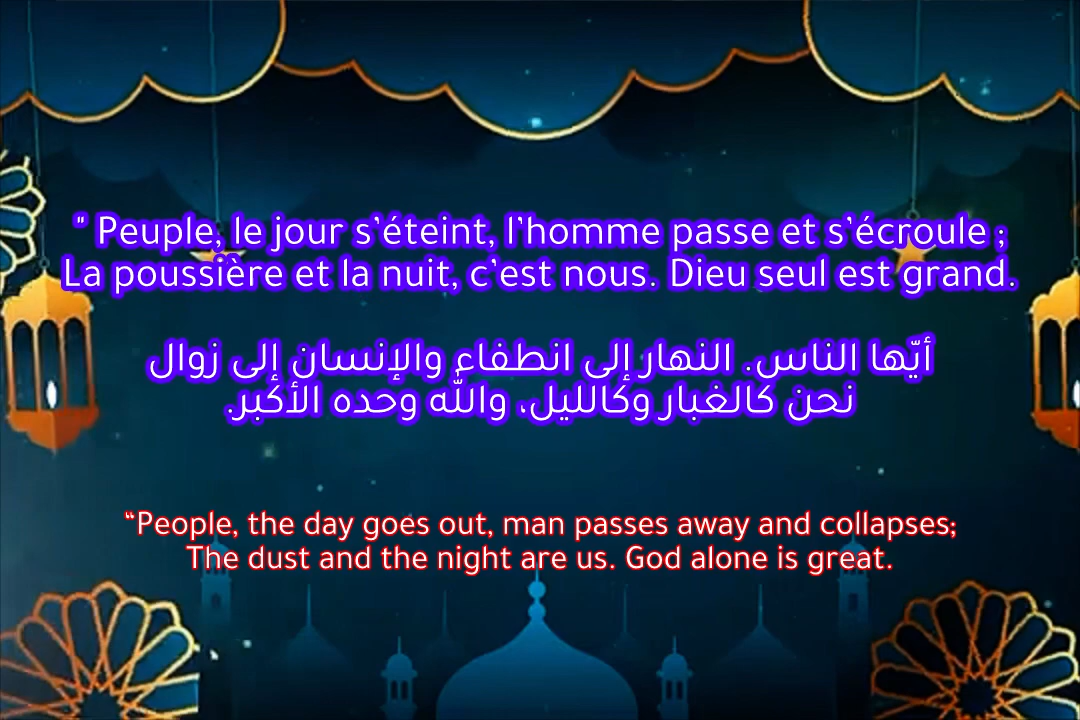 " Peuple, le jour s’éteint, l’homme passe et s’écroule ;
La poussière et la nuit, c’est nous. Dieu seul est grand.
أيّها الناس. النهار إلى انطفاء والإنسان إلى زوال
نحن كالغبار وكالليل، والله وحده الأكبر.
“People, the day goes out, man passes away and collapses;
The dust and the night are us. God alone is great.